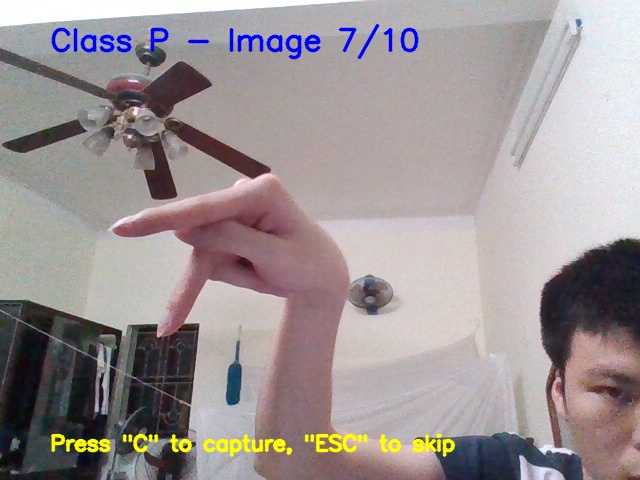 Class P - Image 7/10
Press "C" to capture, "ESC" to skip